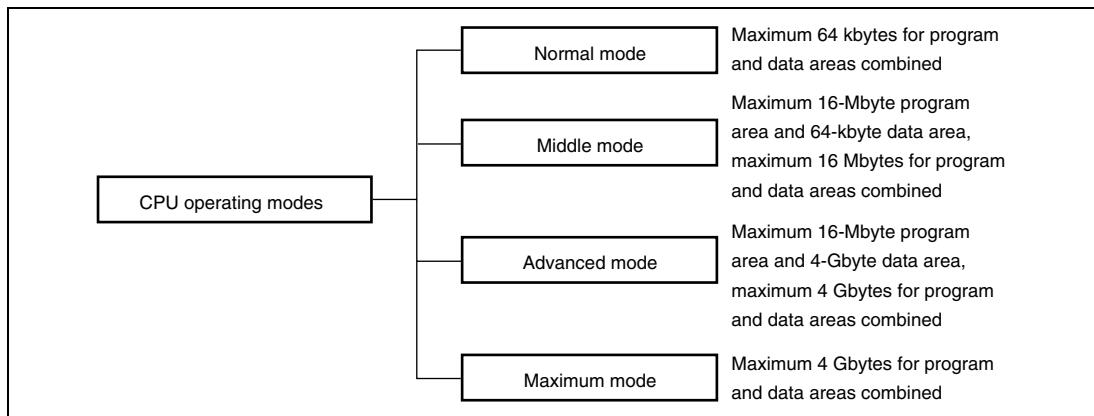 Normal mode
Maximum 64 kbytes for program
and data areas combined
Middle mode
Maximum 16-Mbyte program
area and 64-kbyte data area,
maximum 16 Mbytes for program
and data areas combined
CPU operating modes
Advanced mode
Maximum 16-Mbyte program
area and 4-Gbyte data area,
maximum 4 Gbytes for program
and data areas combined
Maximum mode
Maximum 4 Gbytes for program
and data areas combined